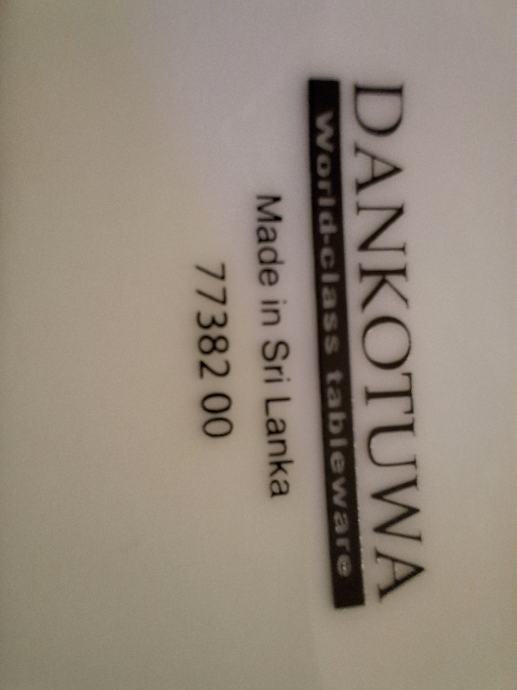 DANKOTUWA
World-class tableware
Made in Sri Lanka
77382 00